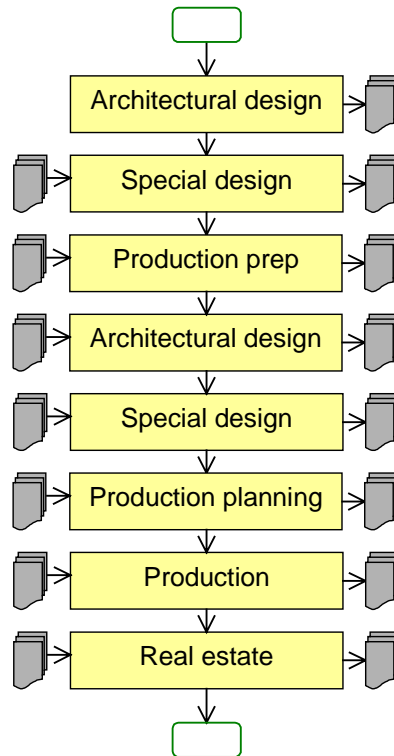 Architectural design
Special design
Production prep
Architectural design
Special design
Production planning
Production
Real estate